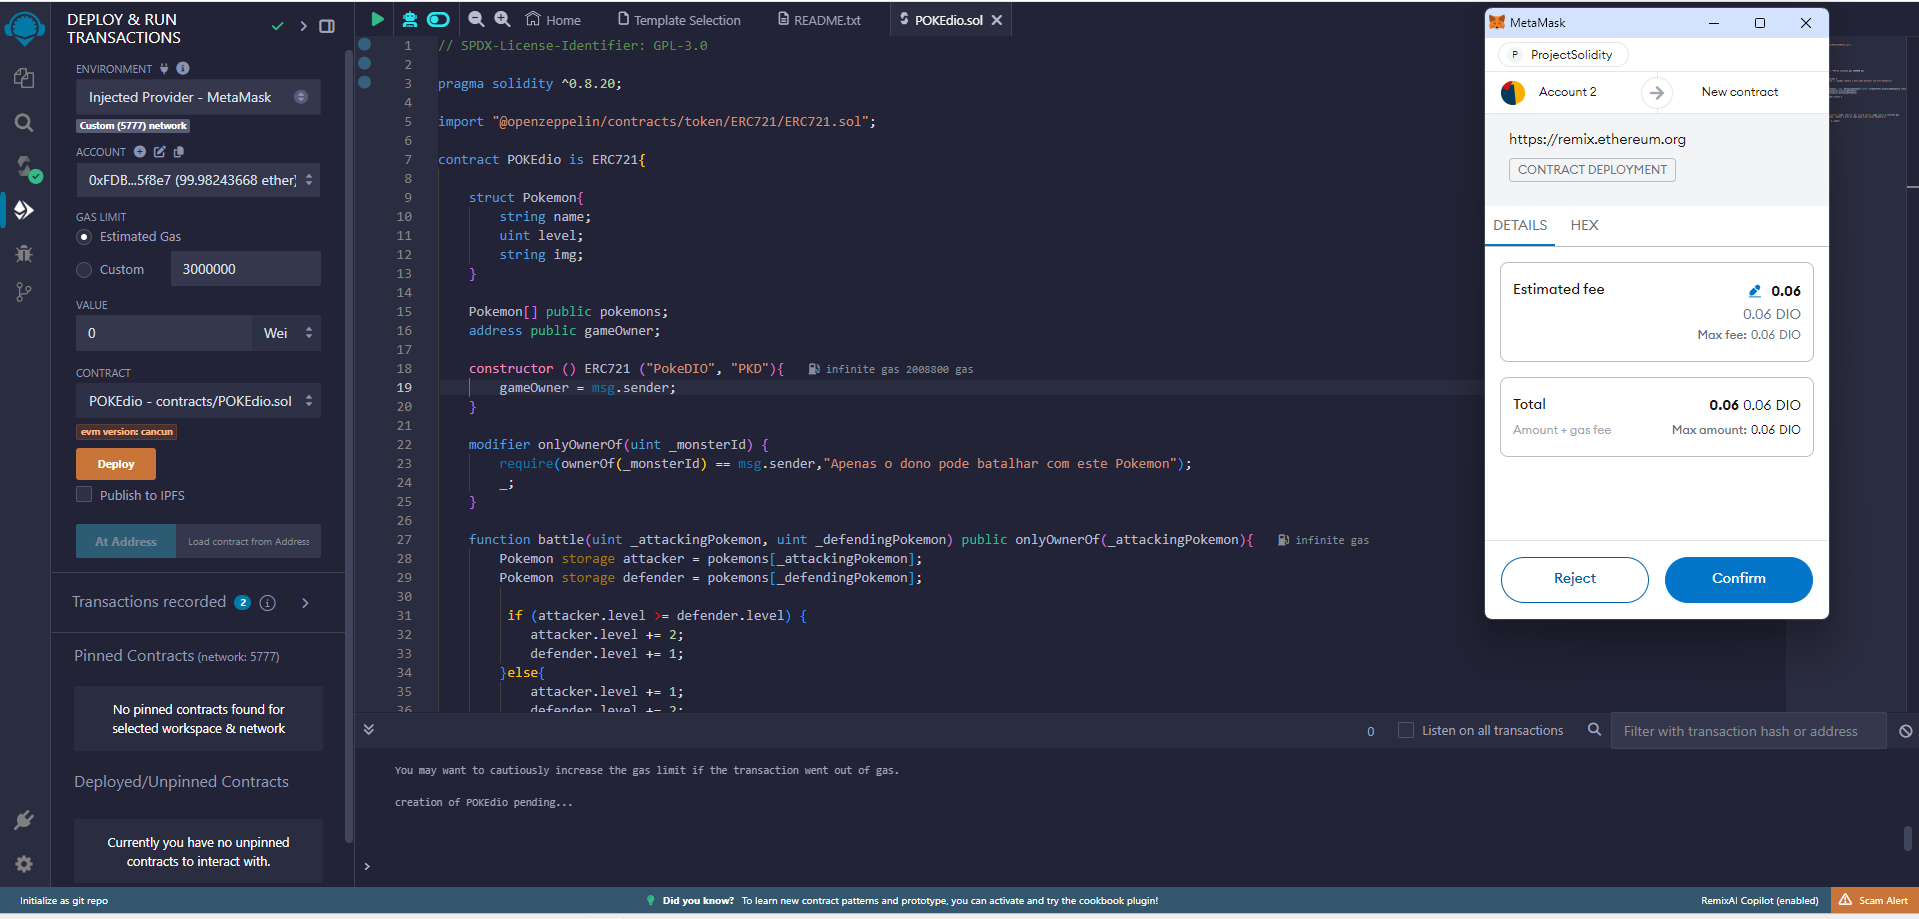 DEPLOY & RUN
TRANSACTIONS
ENVIRONMENT
Injected Provider - MetaMask
Custom (5777) network
ACCOUNT
0xFDB...5f8e7 (99.98243668 ether)
GAS LIMIT
Estimated Gas
Custom
3000000
VALUE
0
Wei
CONTRACT
POKEdio - contracts/POKEdio.sol
evm version: cancun
Deploy
Publish to IPFS
At Address
Load contract from Address
Transactions recorded 2
Pinned Contracts (network: 5777)
No pinned contracts found for
selected workspace & network
Deployed/Unpinned Contracts
Currently you have no unpinned
contracts to interact with.
Home
Template Selection
README.txt
POKEdio.sol
1 // SPDX-License-Identifier: GPL-3.0
2
3 pragma solidity ^0.8.20;
4
5 import "@openzeppelin/contracts/token/ERC721/ERC721.sol";
6
7 contract POKEdio is ERC721{
8
9 struct Pokemon{
10 string name;
11 uint level;
12 string img;
13 }
14
15 Pokemon[] public pokemons;
16 address public gameOwner;
17
18 constructor () ERC721 ("PokeDIO", "PKD"){ infinite gas 2008800 gas
19 gameOwner = msg.sender;
20 }
21
22 modifier onlyOwnerOf(uint _monsterId) {
23 require(ownerOf(_monsterId) == msg.sender,"Apenas o dono pode batalhar com este Pokemon");
24 _;
25 }
26
27 function battle(uint _attackingPokemon, uint _defendingPokemon) public onlyOwnerOf(_attackingPokemon){ infinite gas
28 Pokemon storage attacker = pokemons[_attackingPokemon];
29 Pokemon storage defender = pokemons[_defendingPokemon];
30
31 if (attacker.level >= defender.level) {
32 attacker.level += 2;
33 defender.level += 1;
34 }else{
35 attacker.level += 1;
36 defender.level += 2;
0
Listen on all transactions
Filter with transaction hash or address
You may want to cautiously increase the gas limit if the transaction went out of gas.
creation of POKEdio pending...
>
MetaMask
P ProjectSolidity
Account 2
New contract
https://remix.ethereum.org
CONTRACT DEPLOYMENT
DETAILS
HEX
Estimated fee
0.06
0.06 DIO
Max fee: 0.06 DIO
Total
0.06 0.06 DIO
Amount + gas fee
Max amount: 0.06 DIO
Reject
Confirm
Initialize as git repo
Did you know? To learn new contract patterns and prototype, you can activate and try the cookbook plugin!
RemixAI Copilot (enabled)
Scam Alert